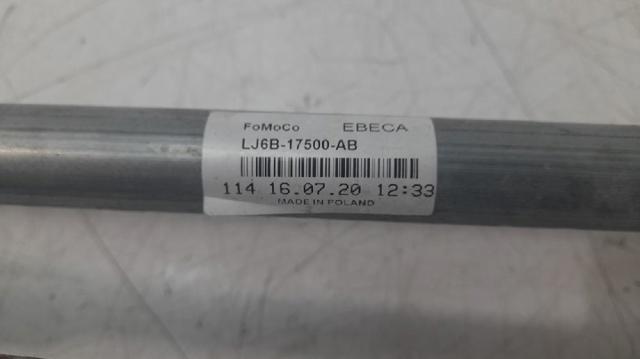 FoMoCo EBECA
LJ6B-17500-AB
114 16.07.20 12:33
MADE IN POLAND